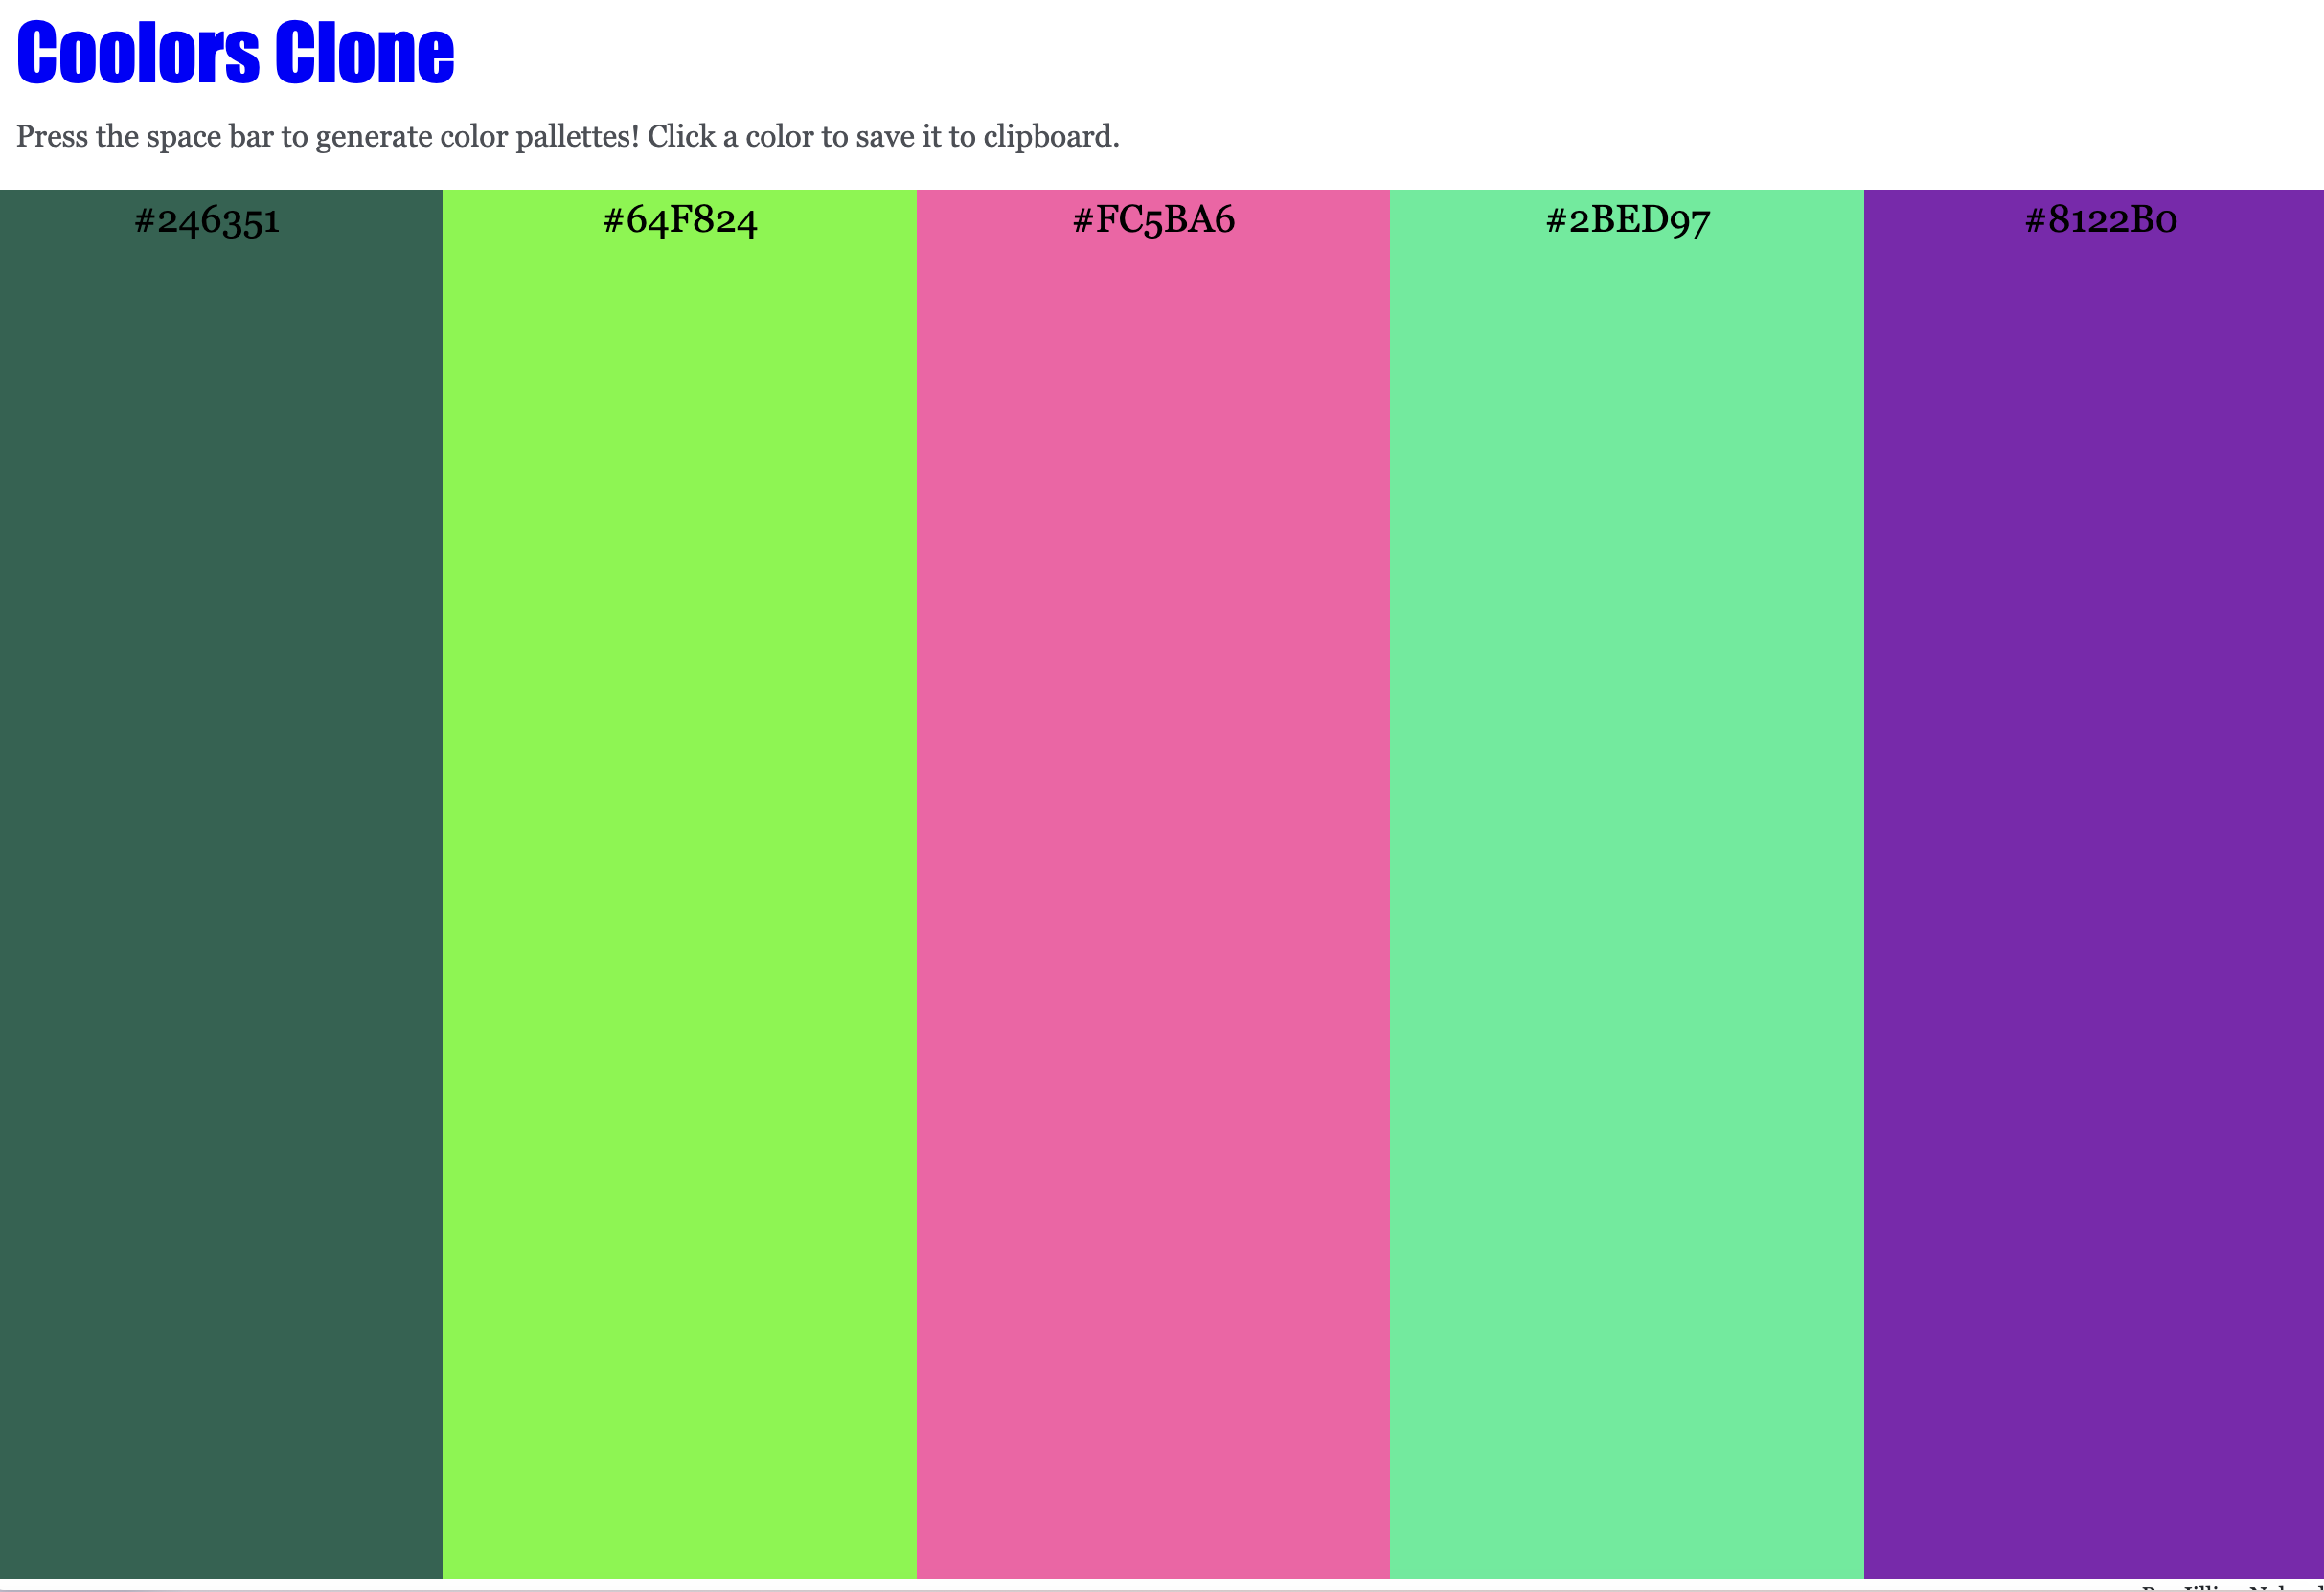 Coolors Clone
Press the space bar to generate color pallettes! Click a color to save it to clipboard.
#246351 #64F824 #FC5BA6 #2BED97 #8122B0